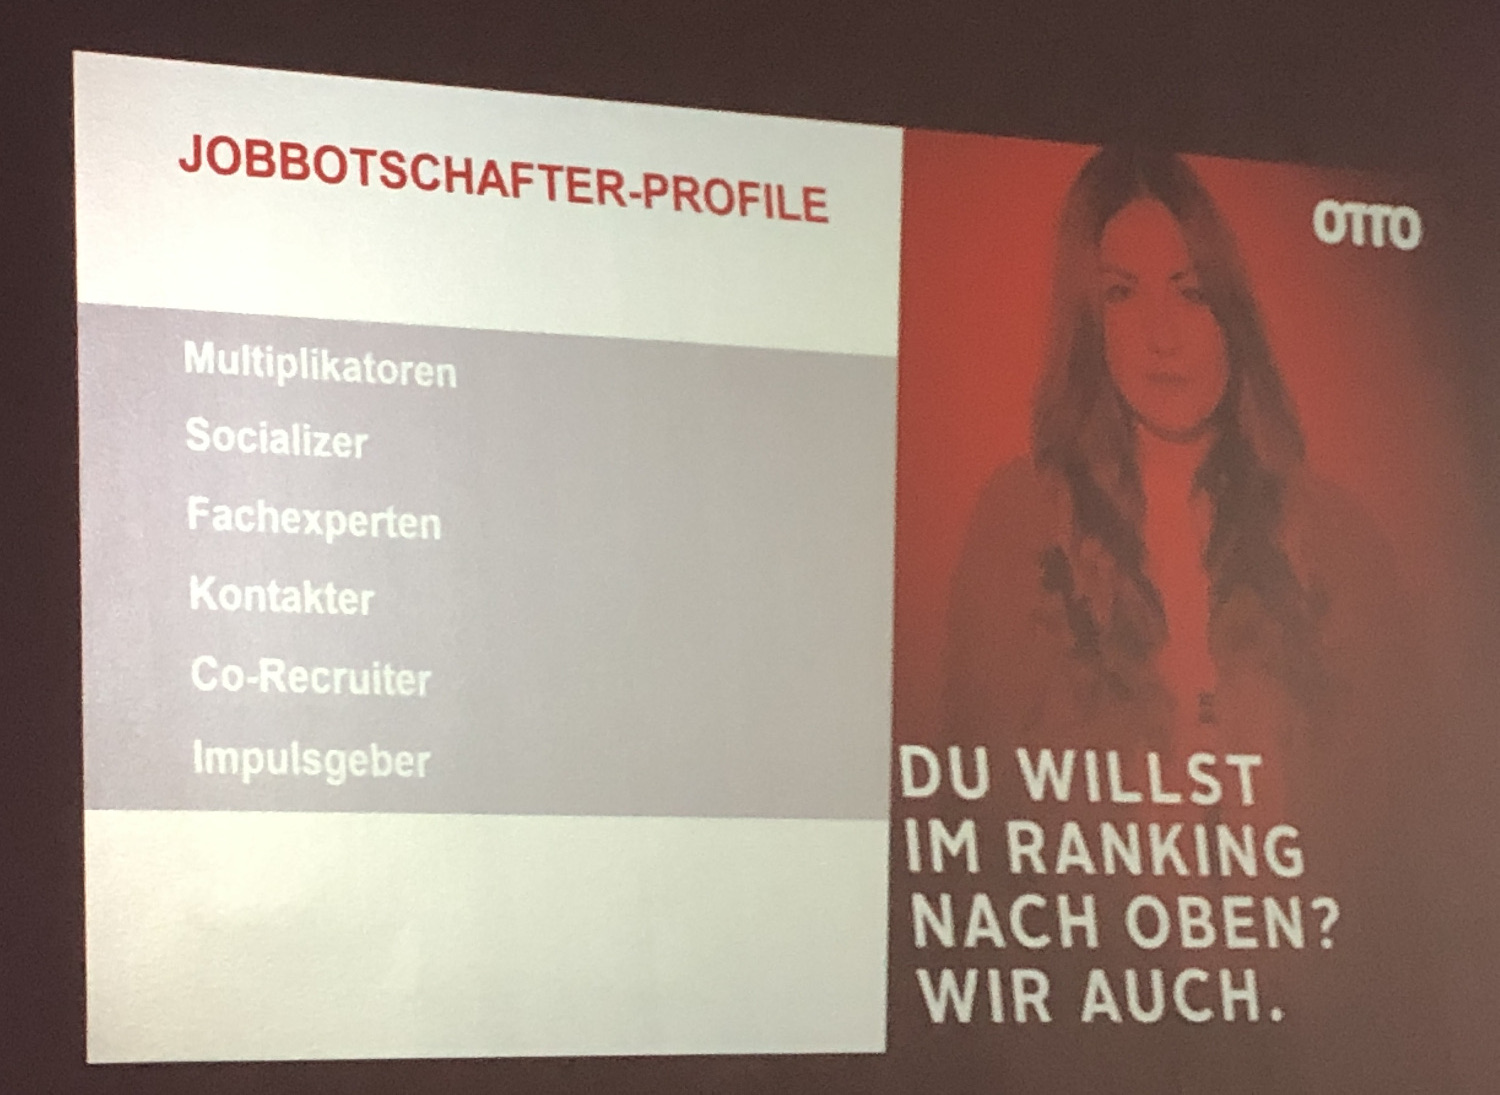 JOBBOTSCHAFTER-PROFILE
Multiplikatoren
Socializer
Fachexperten
Kontakter
Co-Recruiter
Impulsgeber
OTTO
DU WILLST
IM RANKING
NACH OBEN?
WIR AUCH.